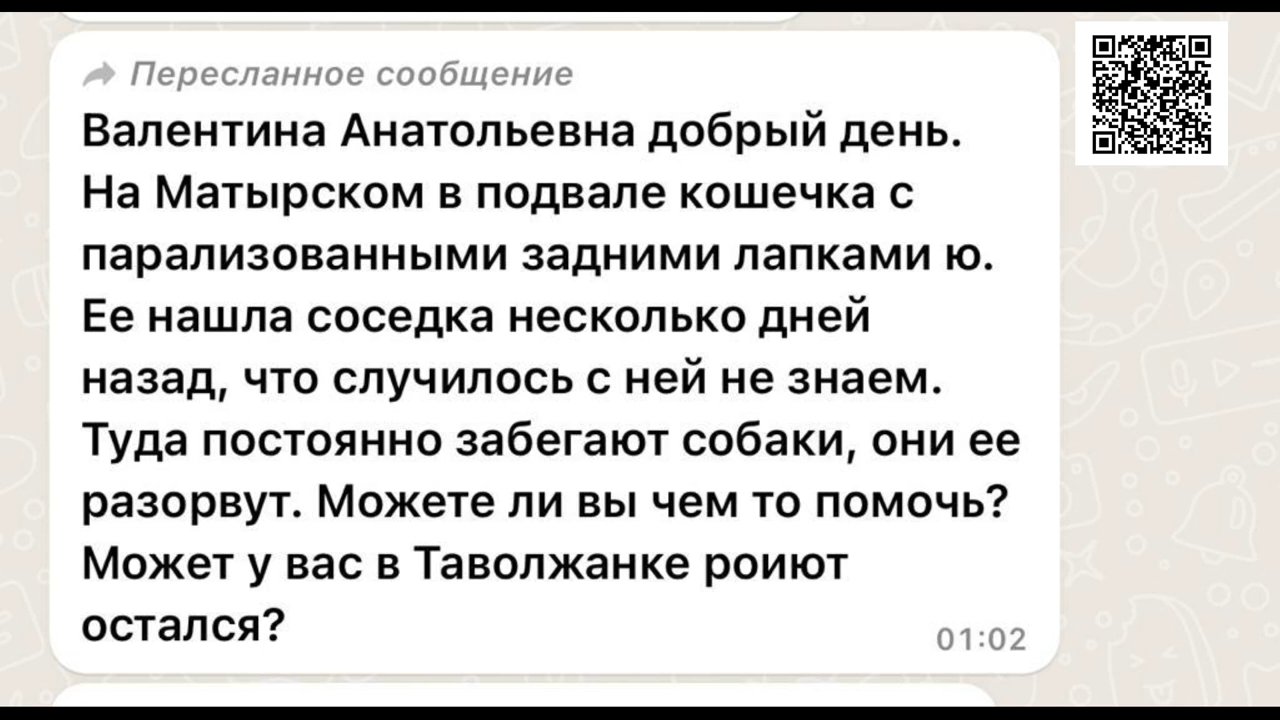 Пересланное сообщение
Валентина Анатольевна добрый день.
На Матырском в подвале кошечка с
парализованными задними лапками ю.
Ее нашла соседка несколько дней
назад, что случилось с ней не знаем.
Туда постоянно забегают собаки, они ее
разорвут. Можете ли вы чем то помочь?
Может у вас в Таволжанке роиют
остался?
01:02